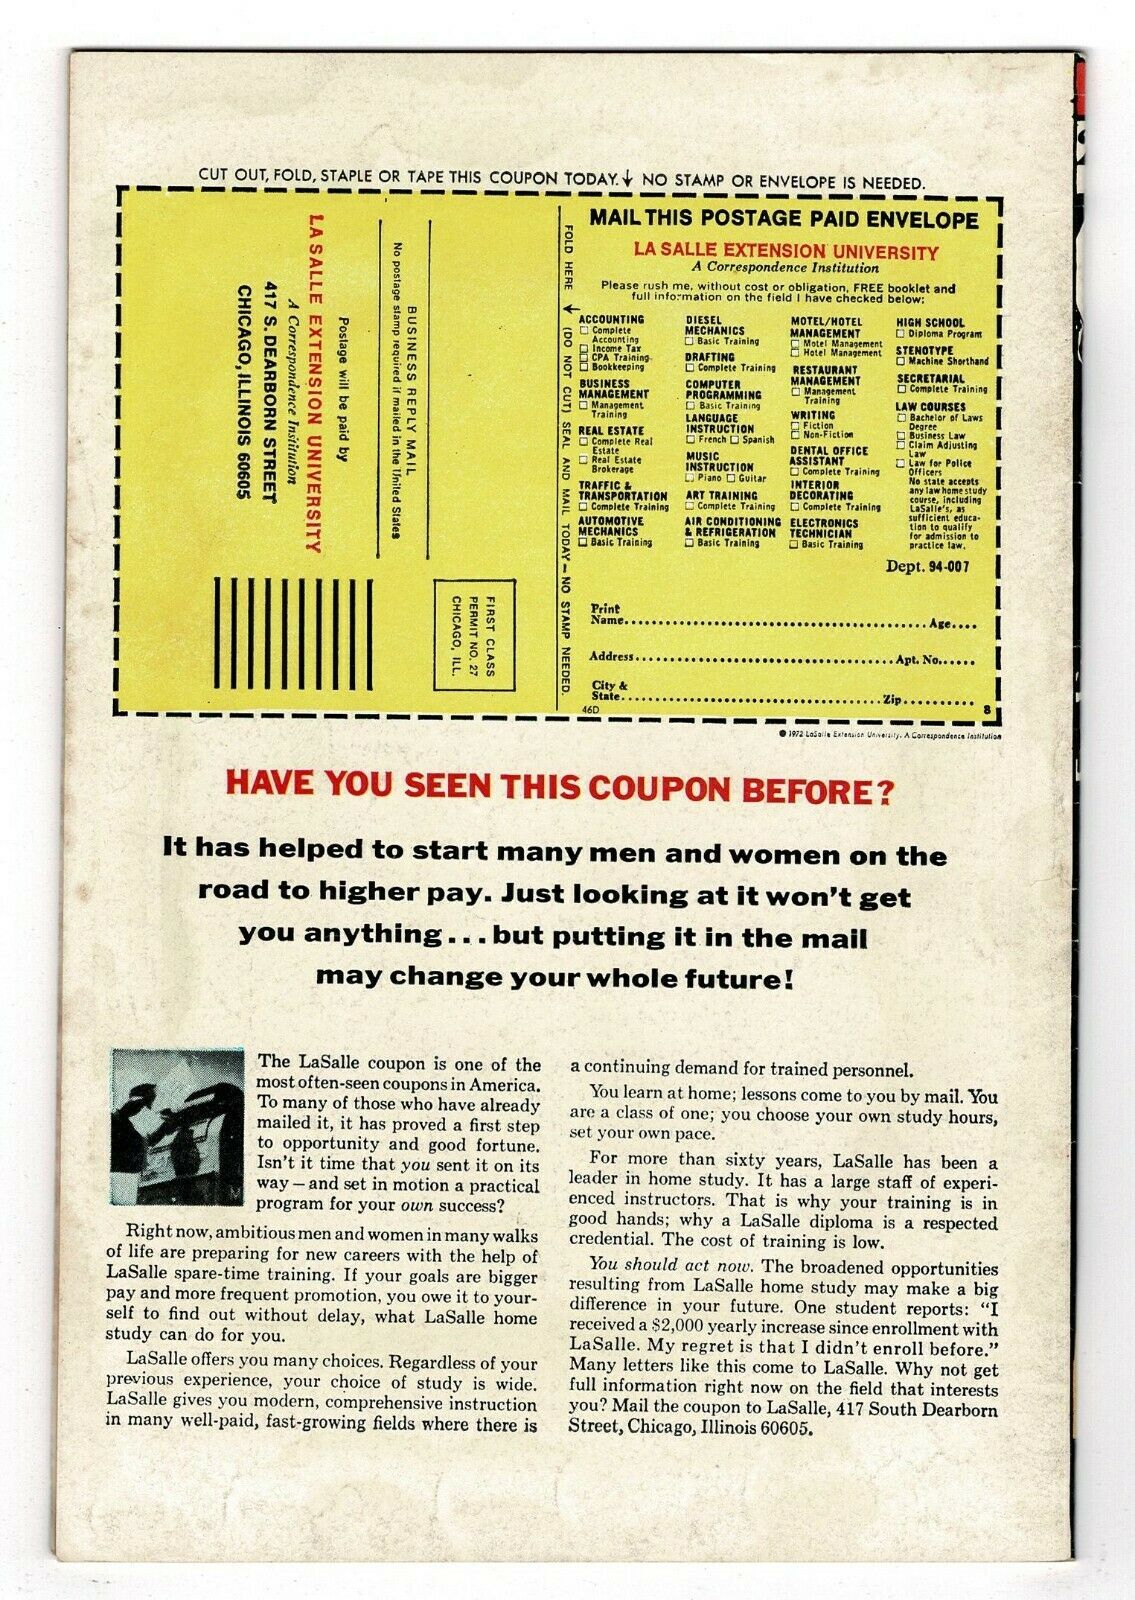 CUT OUT, FOLD, STAPLE OR TAPE THIS COUPON TODAY. ↓ NO STAMP OR ENVELOPE IS NEEDED.
LA SALLE EXTENSION UNIVERSITY
A Correspondence Institution
417 S. DEARBORN STREET
CHICAGO, ILLINOIS 60605
Postage will be paid by
BUSINESS REPLY MAIL
No postage stamp required if mailed in the United States
FIRST CLASS
PERMIT NO. 27
CHICAGO, ILL.
FOLD HERE
(DO NOT CUT) SEAL AND MAIL TODAY — NO STAMP NEEDED.
MAIL THIS POSTAGE PAID ENVELOPE
LA SALLE EXTENSION UNIVERSITY
A Correspondence Institution
Please rush me, without cost or obligation, FREE booklet and
full information on the field I have checked below:
ACCOUNTING
Complete
Accounting
Income Tax
CPA Training
Bookkeeping
BUSINESS
MANAGEMENT
Management
Training
REAL ESTATE
Complete Real
Estate
Real Estate
Brokerage
TRAFFIC &
TRANSPORTATION
Complete Training
AUTOMOTIVE
MECHANICS
Basic Training
DIESEL
MECHANICS
Basic Training
DRAFTING
Complete Training
COMPUTER
PROGRAMMING
Basic Training
LANGUAGE
INSTRUCTION
French Spanish
MUSIC
INSTRUCTION
Piano Guitar
ART TRAINING
Complete Training
AIR CONDITIONING
& REFRIGERATION
Basic Training
MOTEL/HOTEL
MANAGEMENT
Motel Management
Hotel Management
RESTAURANT
MANAGEMENT
Management
Training
WRITING
Fiction
Non-Fiction
DENTAL OFFICE
ASSISTANT
Complete Training
INTERIOR
DECORATING
Complete Training
ELECTRONICS
TECHNICIAN
Basic Training
HIGH SCHOOL
Diploma Program
STENOTYPE
Machine Shorthand
SECRETARIAL
Complete Training
LAW COURSES
Bachelor of Laws
Degree
Business Law
Claim Adjusting
Law
Law for Police
Officers
No state accepts
any law home study
course, including
LaSalle's, as
sufficient educa-
tion to qualify
for admission to
practice law.
Dept. 94-007
Print
Name Age
Address Apt. No.
City &
State Zip
46D 8
© 1972 LaSalle Extension University. A Correspondence Institution
HAVE YOU SEEN THIS COUPON BEFORE?
It has helped to start many men and women on the
road to higher pay. Just looking at it won't get
you anything...but putting it in the mail
may change your whole future!
The LaSalle coupon is one of the
most often-seen coupons in America.
To many of those who have already
mailed it, it has proved a first step
to opportunity and good fortune.
Isn't it time that you sent it on its
way—and set in motion a practical
program for your own success?
Right now, ambitious men and women in many walks
of life are preparing for new careers with the help of
LaSalle spare-time training. If your goals are bigger
pay and more frequent promotion, you owe it to your-
self to find out without delay, what LaSalle home
study can do for you.
LaSalle offers you many choices. Regardless of your
previous experience, your choice of study is wide.
LaSalle gives you modern, comprehensive instruction
in many well-paid, fast-growing fields where there is
a continuing demand for trained personnel.
You learn at home; lessons come to you by mail. You
are a class of one; you choose your own study hours,
set your own pace.
For more than sixty years, LaSalle has been a
leader in home study. It has a large staff of experi-
enced instructors. That is why your training is in
good hands; why a LaSalle diploma is a respected
credential. The cost of training is low.
You should act now. The broadened opportunities
resulting from LaSalle home study may make a big
difference in your future. One student reports: "I
received a $2,000 yearly increase since enrollment with
LaSalle. My regret is that I didn't enroll before."
Many letters like this come to LaSalle. Why not get
full information right now on the field that interests
you? Mail the coupon to LaSalle, 417 South Dearborn
Street, Chicago, Illinois 60605.